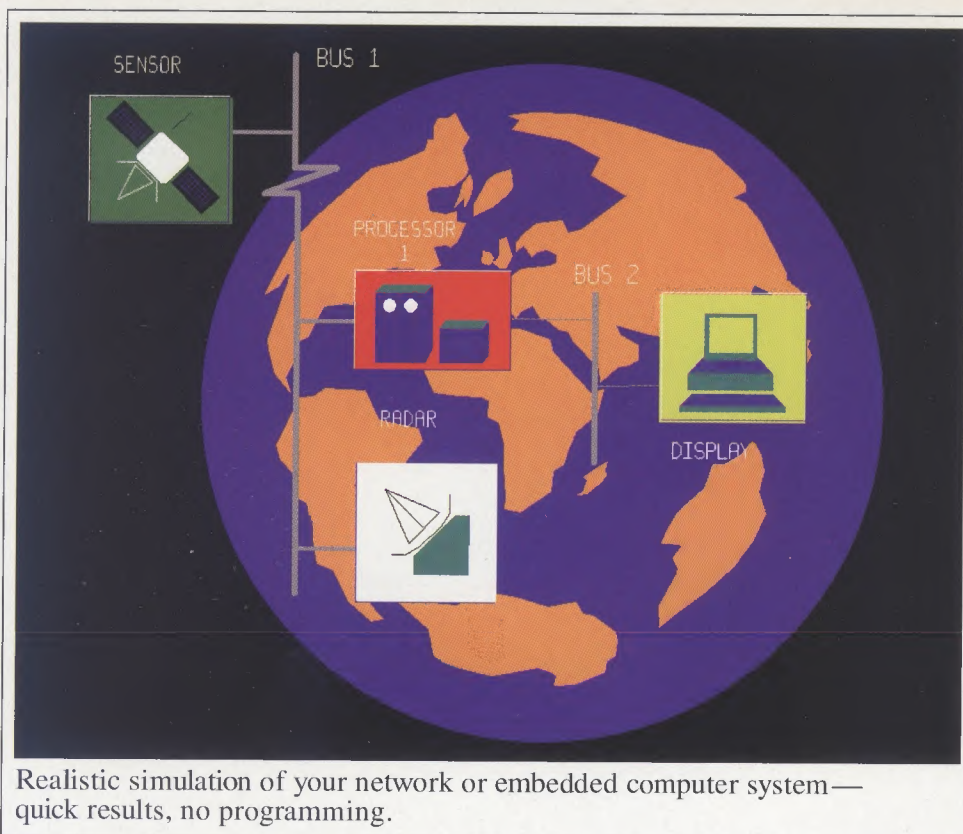 SENSOR
BUS 1
PROCESSOR
1
BUS 2
RADAR
DISPLAY
Realistic simulation of your network or embedded computer system—
quick results, no programming.